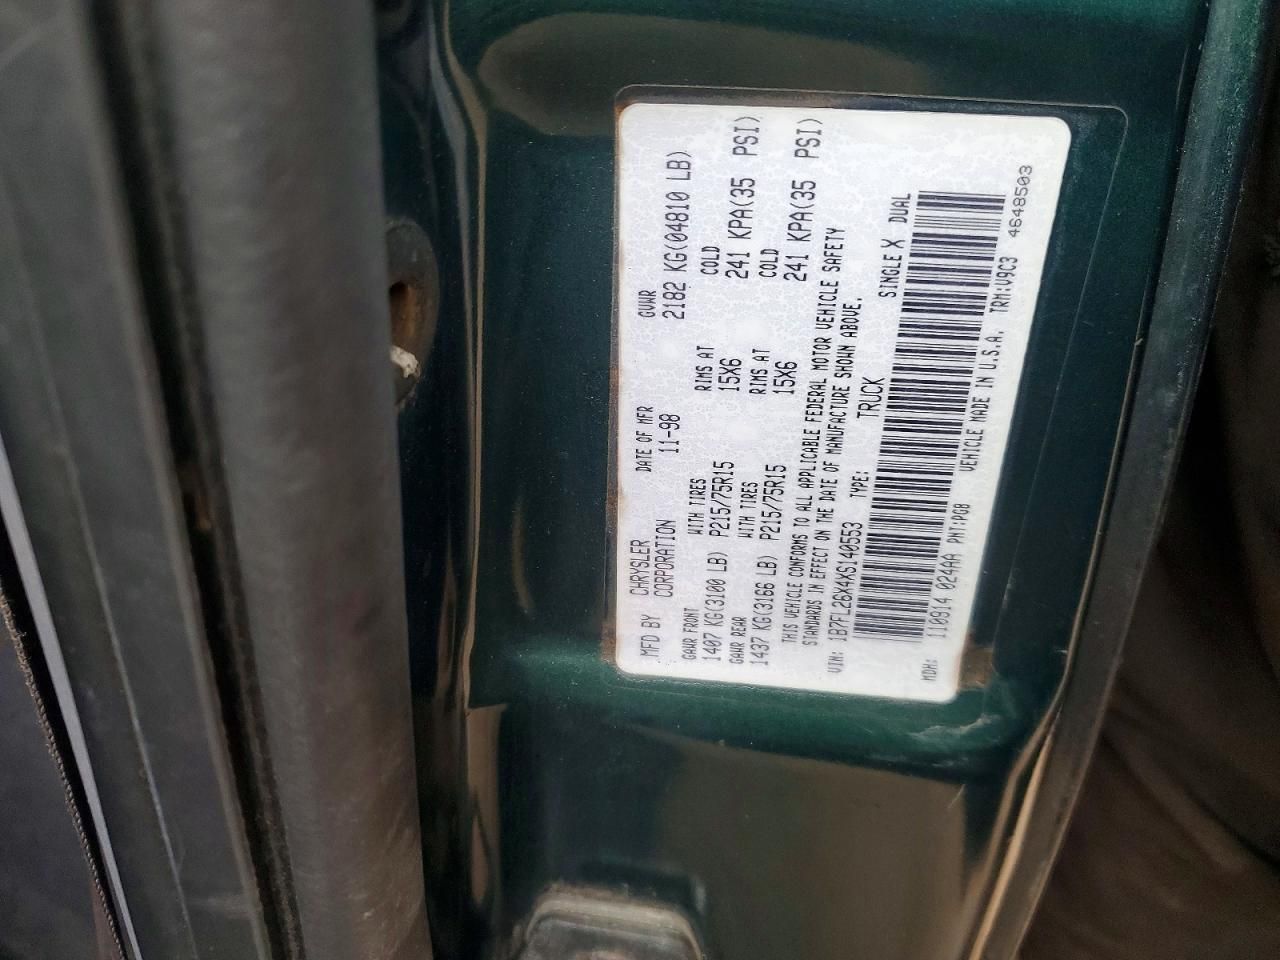 MFD BY CHRYSLER CORPORATION DATE OF MFR 11-98 GVWR 2182 KG(04810 LB)
GAWR FRONT WITH TIRES RIMS AT COLD
1407 KG(3100 LB) P215/75R15 15X6 241 KPA(35 PSI)
GAWR REAR WITH TIRES RIMS AT COLD
1437 KG(3166 LB) P215/75R15 15X6 241 KPA(35 PSI)
THIS VEHICLE CONFORMS TO ALL APPLICABLE FEDERAL MOTOR VEHICLE SAFETY
STANDARDS IN EFFECT ON THE DATE OF MANUFACTURE SHOWN ABOVE.
VIN: 1B7FL26X4XS140553 TYPE: TRUCK SINGLE X DUAL
MDH: 110914 024AA PNT:PGB VEHICLE MADE IN U.S.A. TRM:V9C3 4648503